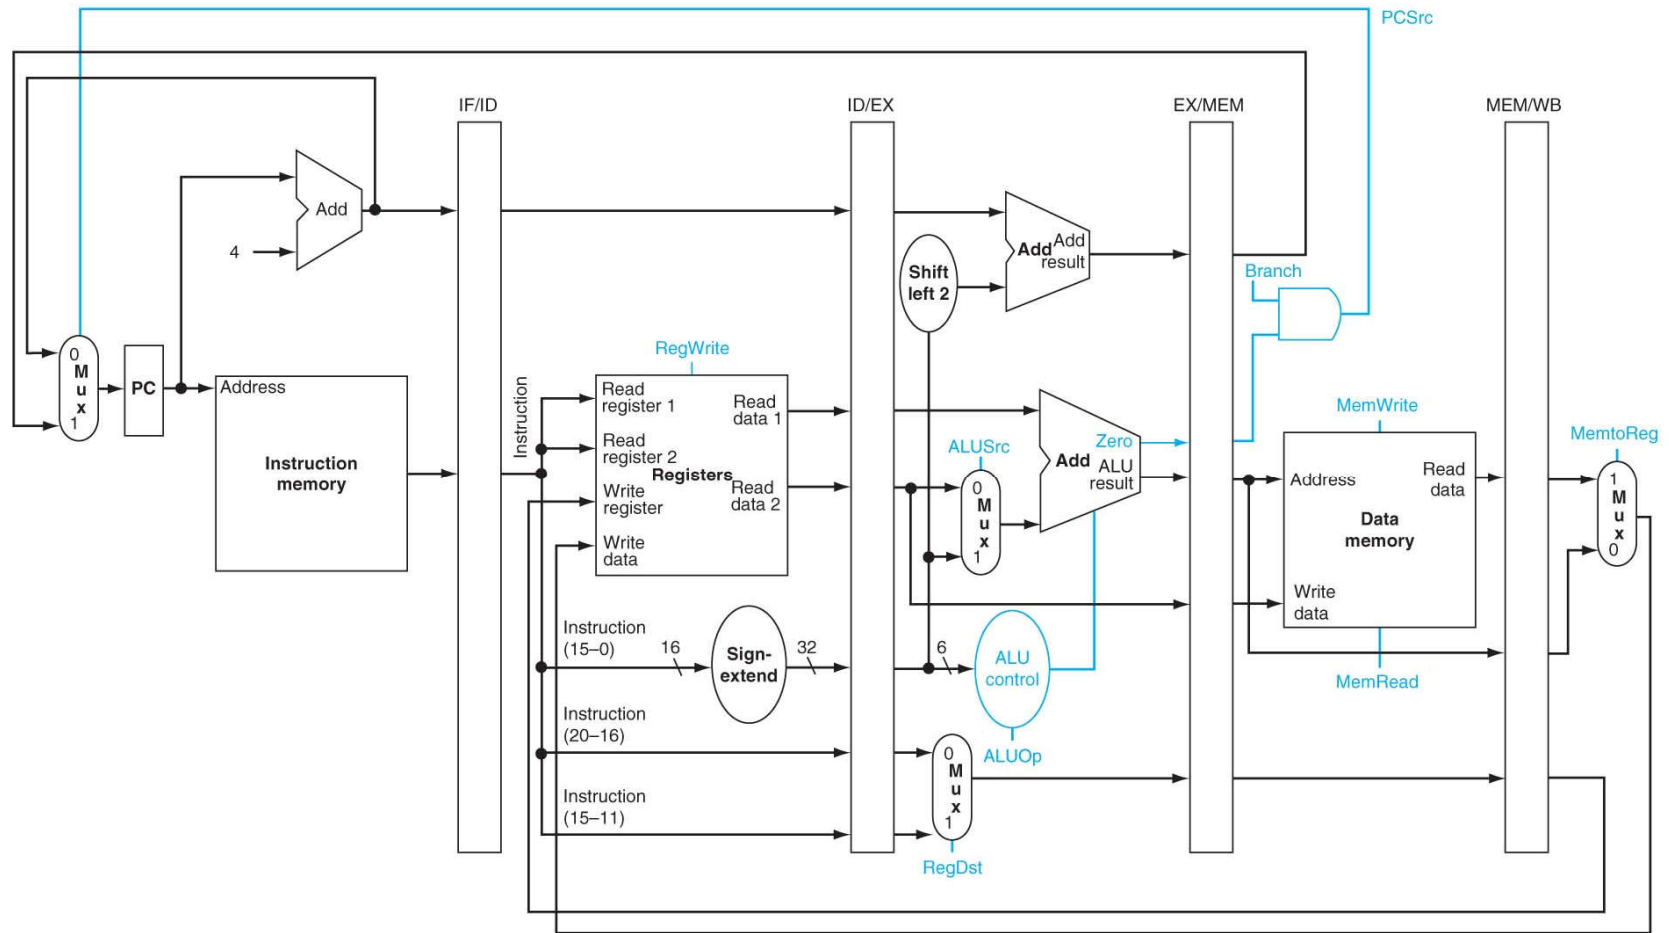 PCSrc
IF/ID
ID/EX
EX/MEM
MEM/WB
Add
4
Add
Add
result
Shift
left 2
Branch
0
M
u
x
1
PC
Address
Instruction
memory
Instruction
RegWrite
Read
register 1
Read
register 2
Write
register
Write
data
Registers
Read
data 1
Read
data 2
ALUSrc
0
M
u
x
1
Zero
Add
ALU
result
MemWrite
Address
Read
data
Data
memory
Write
data
MemRead
MemtoReg
1
M
u
x
0
Instruction
(15–0)
16
Sign-
extend
32
6
ALU
control
ALUOp
Instruction
(20–16)
Instruction
(15–11)
0
M
u
x
1
RegDst